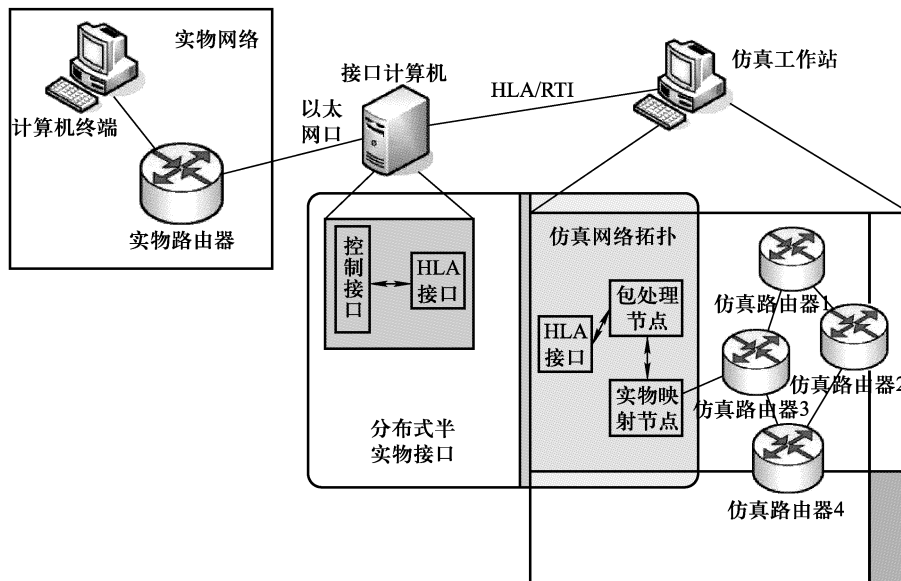 实物网络
计算机终端
实物路由器
以太
网口
接口计算机
HLA/RTI
仿真工作站
控制接口
HLA
接口
分布式半
实物接口
仿真网络拓扑
HLA
接口
包处理
节点
实物映
射节点
仿真路由器1
仿真路由器2
仿真路由器3
仿真路由器4